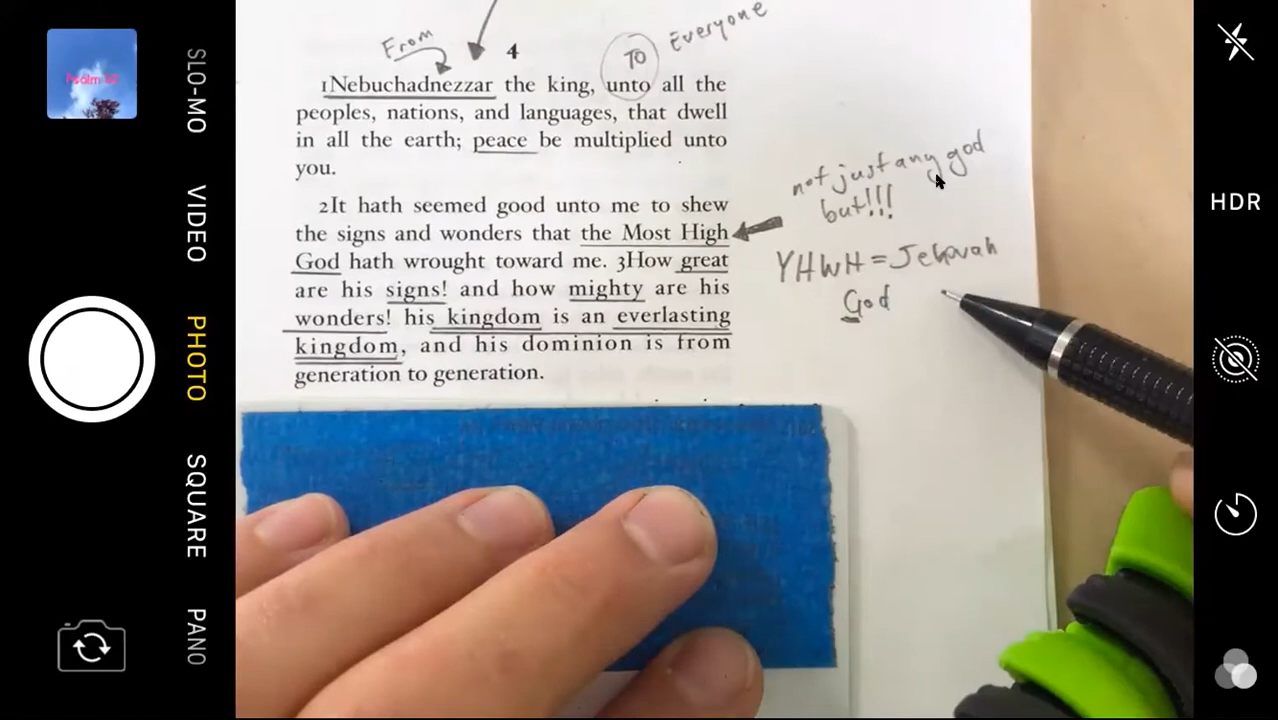 SLO-MO
VIDEO
PHOTO
SQUARE
PANO
HDR
Psalm
From
4
TO Everyone
1Nebuchadnezzar the king, unto all the
peoples, nations, and languages, that dwell
in all the earth; peace be multiplied unto
you.
2It hath seemed good unto me to shew
the signs and wonders that the Most High
God hath wrought toward me. 3How great
are his signs! and how mighty are his
wonders! his kingdom is an everlasting
kingdom, and his dominion is from
generation to generation.
not just any god
but!!!
YHWH = Jehovah
God